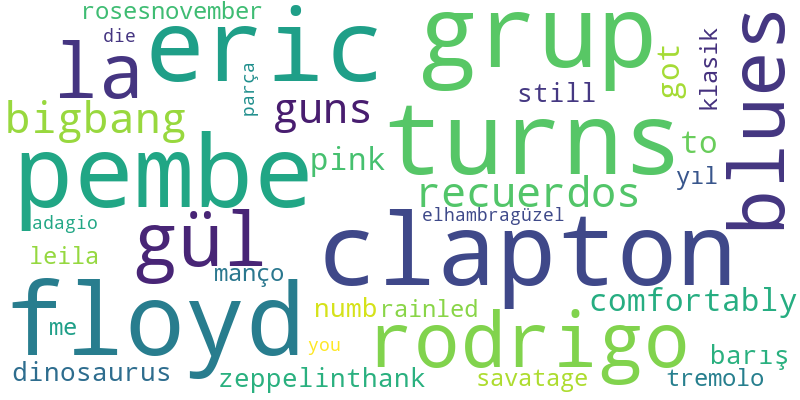 rosesnovember
die
la
eric
grup
got
klasik
blues
parça
bigbang
guns
still
turns
to
pembe
pink
recuerdos
yıl
adagio
gül
elhambragüzel
leila
manço
clapton
floyd
me
numb
rainled
comfortably
you
rodrigo
barış
dinosaurus
zeppelinthank
savatage
tremolo